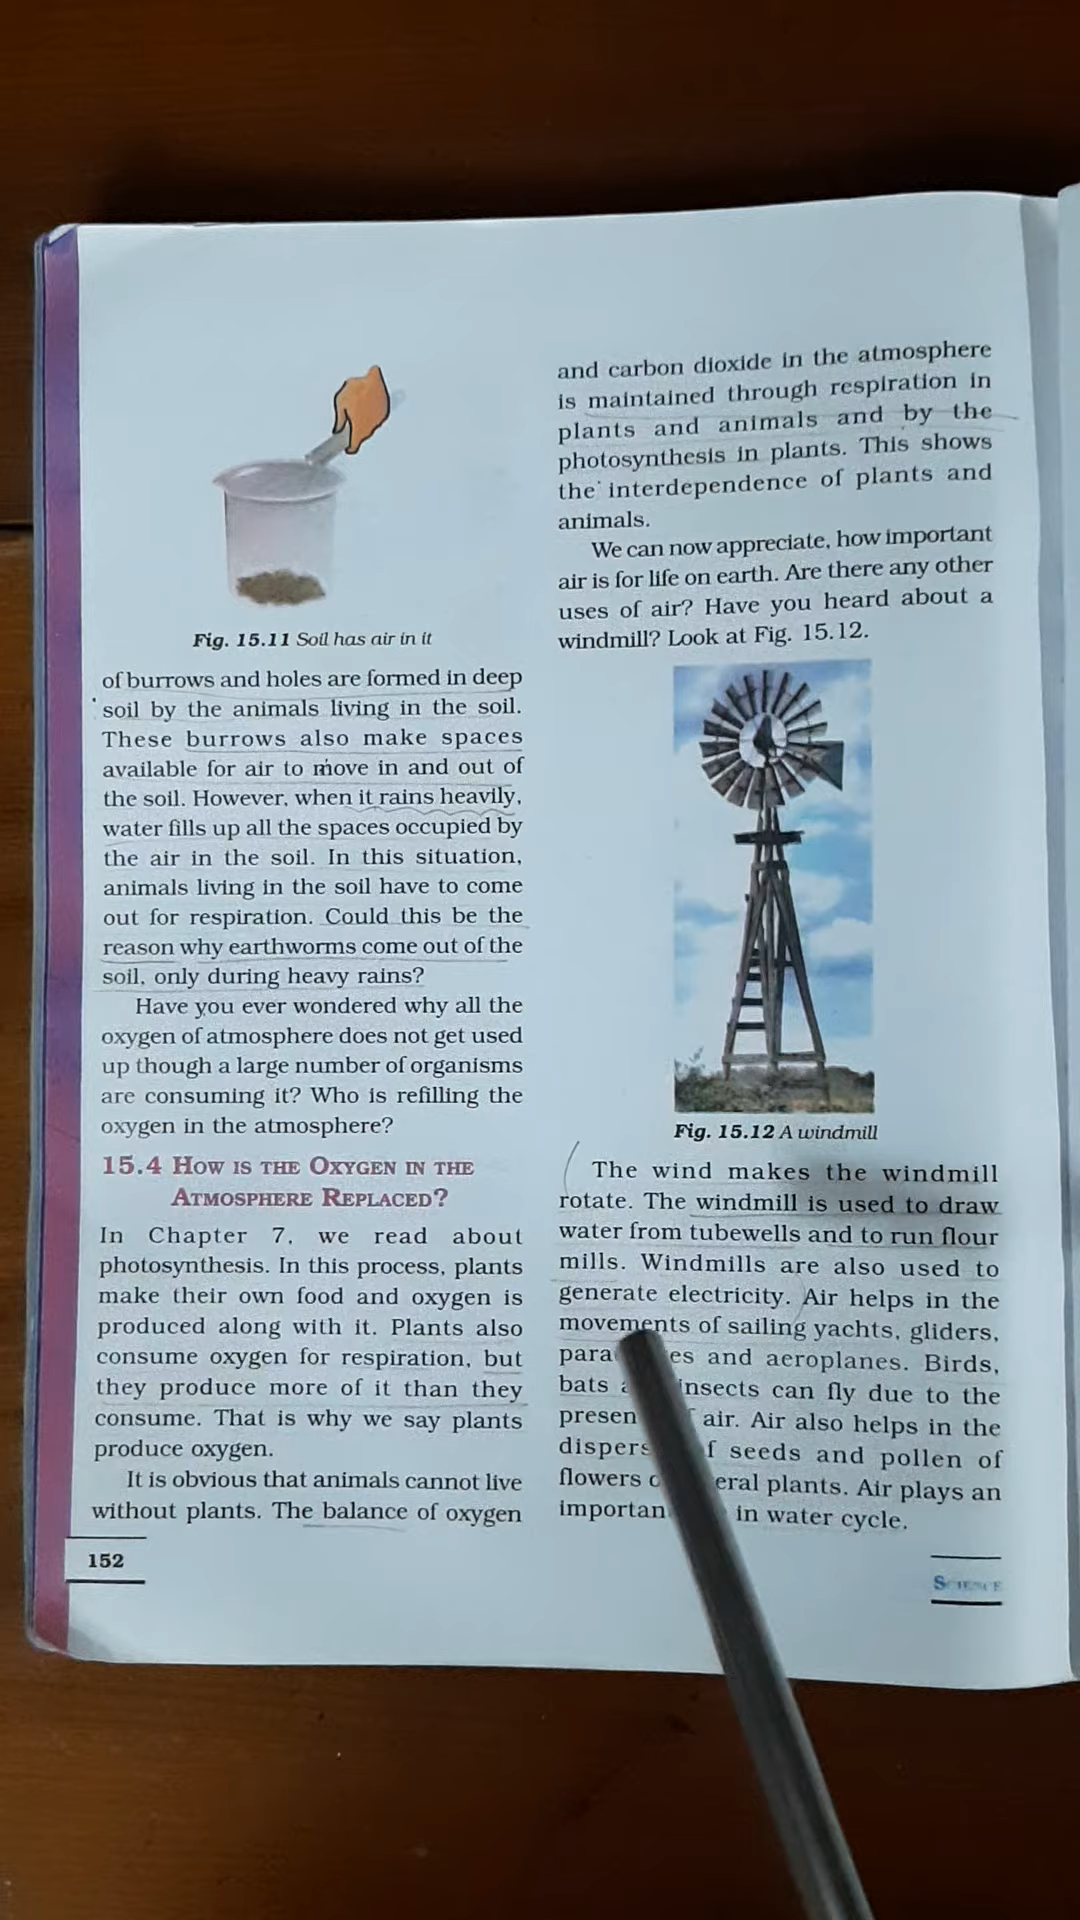 Fig. 15.11 Soil has air in it
of burrows and holes are formed in deep
soil by the animals living in the soil.
These burrows also make spaces
available for air to move in and out of
the soil. However, when it rains heavily,
water fills up all the spaces occupied by
the air in the soil. In this situation,
animals living in the soil have to come
out for respiration. Could this be the
reason why earthworms come out of the
soil, only during heavy rains?
Have you ever wondered why all the
oxygen of atmosphere does not get used
up though a large number of organisms
are consuming it? Who is refilling the
oxygen in the atmosphere?
15.4 HOW IS THE OXYGEN IN THE
ATMOSPHERE REPLACED?
In Chapter 7, we read about
photosynthesis. In this process, plants
make their own food and oxygen is
produced along with it. Plants also
consume oxygen for respiration, but
they produce more of it than they
consume. That is why we say plants
produce oxygen.
It is obvious that animals cannot live
without plants. The balance of oxygen
152
and carbon dioxide in the atmosphere
is maintained through respiration in
plants and animals and by the
photosynthesis in plants. This shows
the interdependence of plants and
animals.
We can now appreciate, how important
air is for life on earth. Are there any other
uses of air? Have you heard about a
windmill? Look at Fig. 15.12.
Fig. 15.12 A windmill
The wind makes the windmill
rotate. The windmill is used to draw
water from tubewells and to run flour
mills. Windmills are also used to
generate electricity. Air helps in the
movements of sailing yachts, gliders,
and aeroplanes. Birds,
bats insects can fly due to the
air. Air also helps in the
seeds and pollen of
flowers plants. Air plays an
in water cycle.
SCIENCE